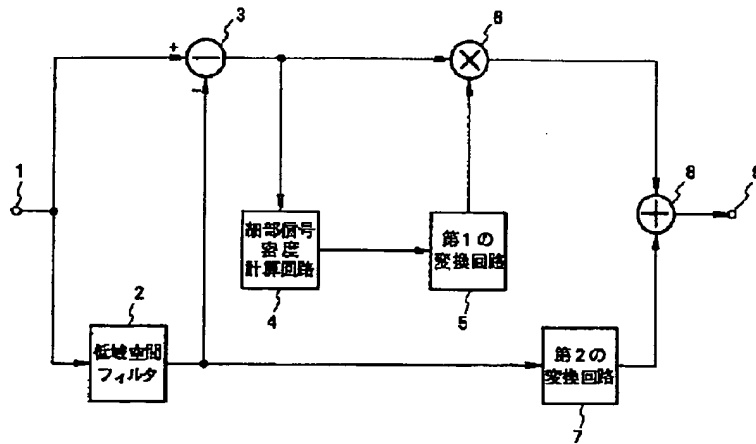 3
+
−
−
6
×
1
細部信号
密度
計算回路
4
第1の
変換回路
5
8
+
9
2
低域空間
フィルタ
第2の
変換回路
7